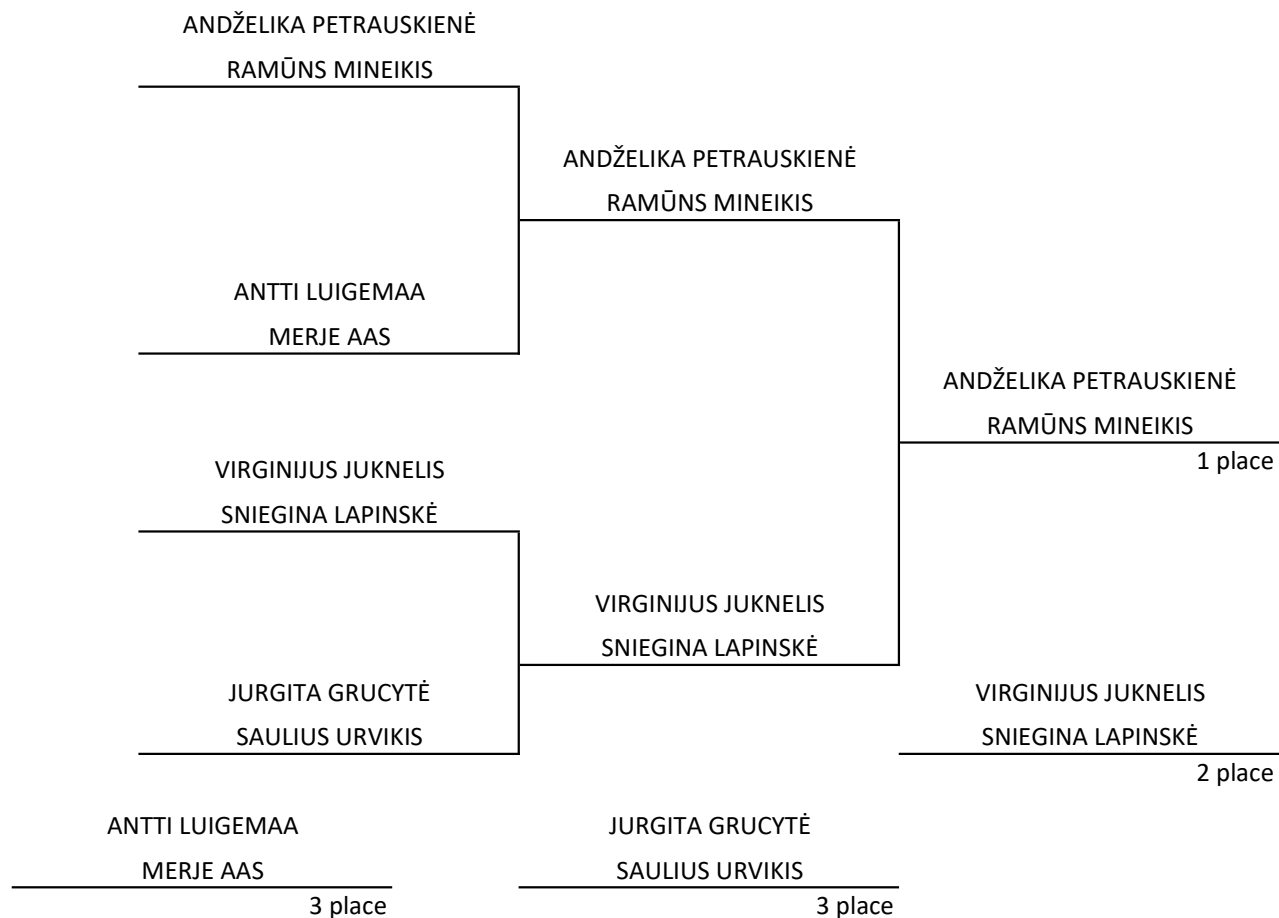 ANDŽELIKA PETRAUSKIENĖ
RAMŪNS MINEIKIS
ANDŽELIKA PETRAUSKIENĖ
RAMŪNS MINEIKIS
ANTTI LUIGEMAA
MERJE AAS
ANDŽELIKA PETRAUSKIENĖ
RAMŪNS MINEIKIS
1 place
VIRGINIJUS JUKNELIS
SNIEGINA LAPINSKĖ
VIRGINIJUS JUKNELIS
SNIEGINA LAPINSKĖ
JURGITA GRUCYTĖ
SAULIUS URVIKIS
VIRGINIJUS JUKNELIS
SNIEGINA LAPINSKĖ
2 place
ANTTI LUIGEMAA
MERJE AAS
3 place
JURGITA GRUCYTĖ
SAULIUS URVIKIS
3 place